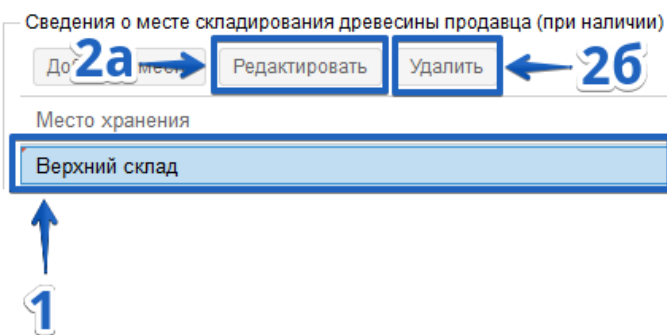 Сведения о месте складирования древесины продавца (при наличии)
2а Редактировать Удалить 2б
Место хранения
Верхний склад
1